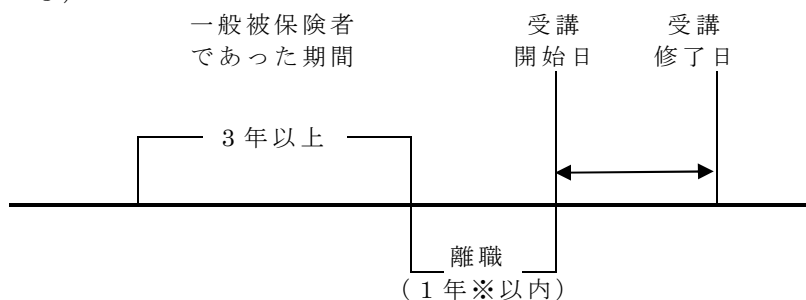 一般被保険者
であった期間
受講
開始日
受講
修了日
3年以上
離職
(1年※以内)